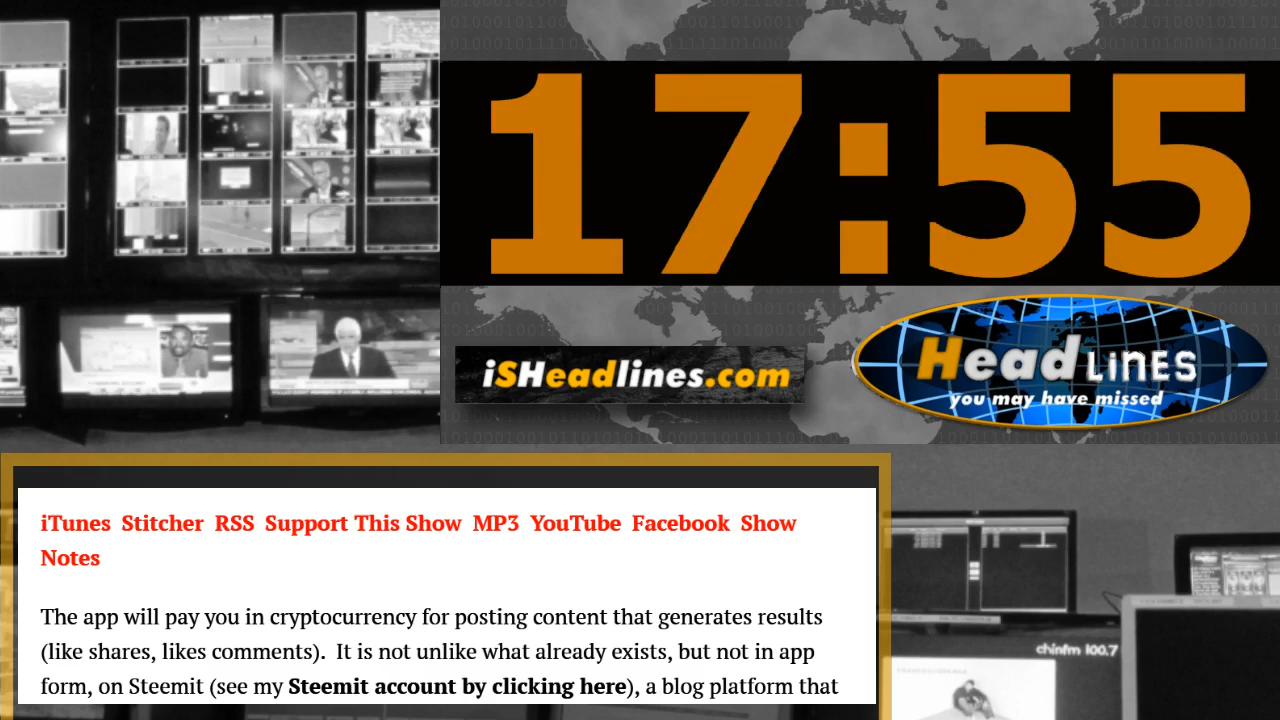 17:55
iSHeadlines.com
HeadLINES
you may have missed
iTunes Stitcher RSS Support This Show MP3 YouTube Facebook Show
Notes
The app will pay you in cryptocurrency for posting content that generates results
(like shares, likes comments). It is not unlike what already exists, but not in app
form, on Steemit (see my Steemit account by clicking here), a blog platform that
chinfm 100.7